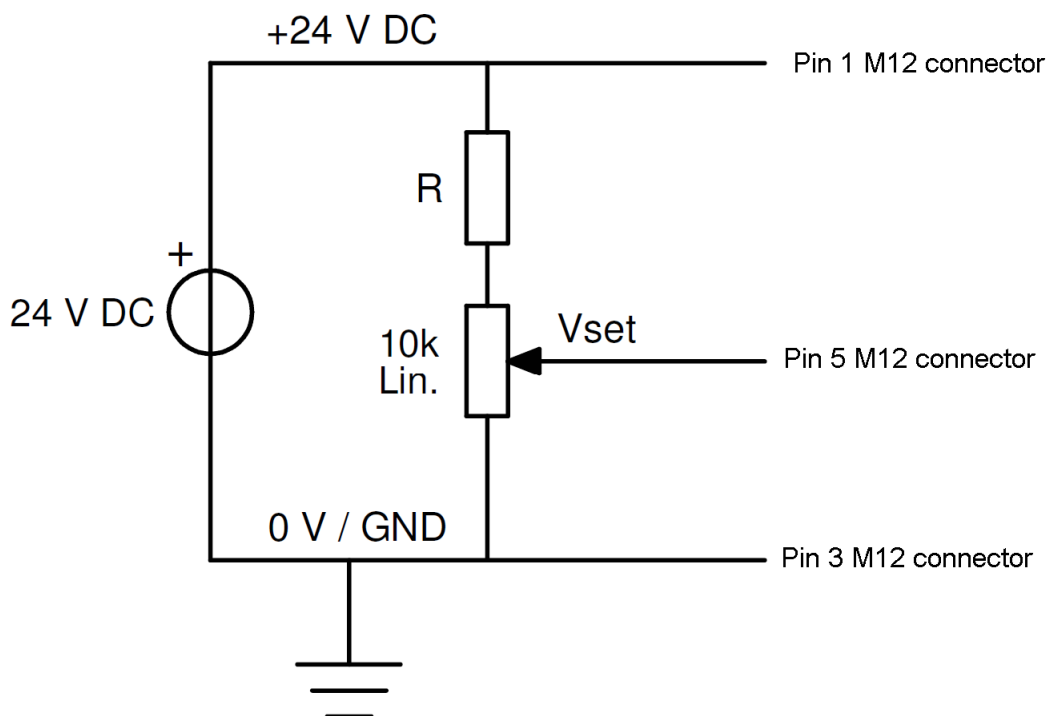 +24 V DC
Pin 1 M12 connector
R
+
24 V DC
10k
Lin.
Vset
Pin 5 M12 connector
0 V / GND
Pin 3 M12 connector